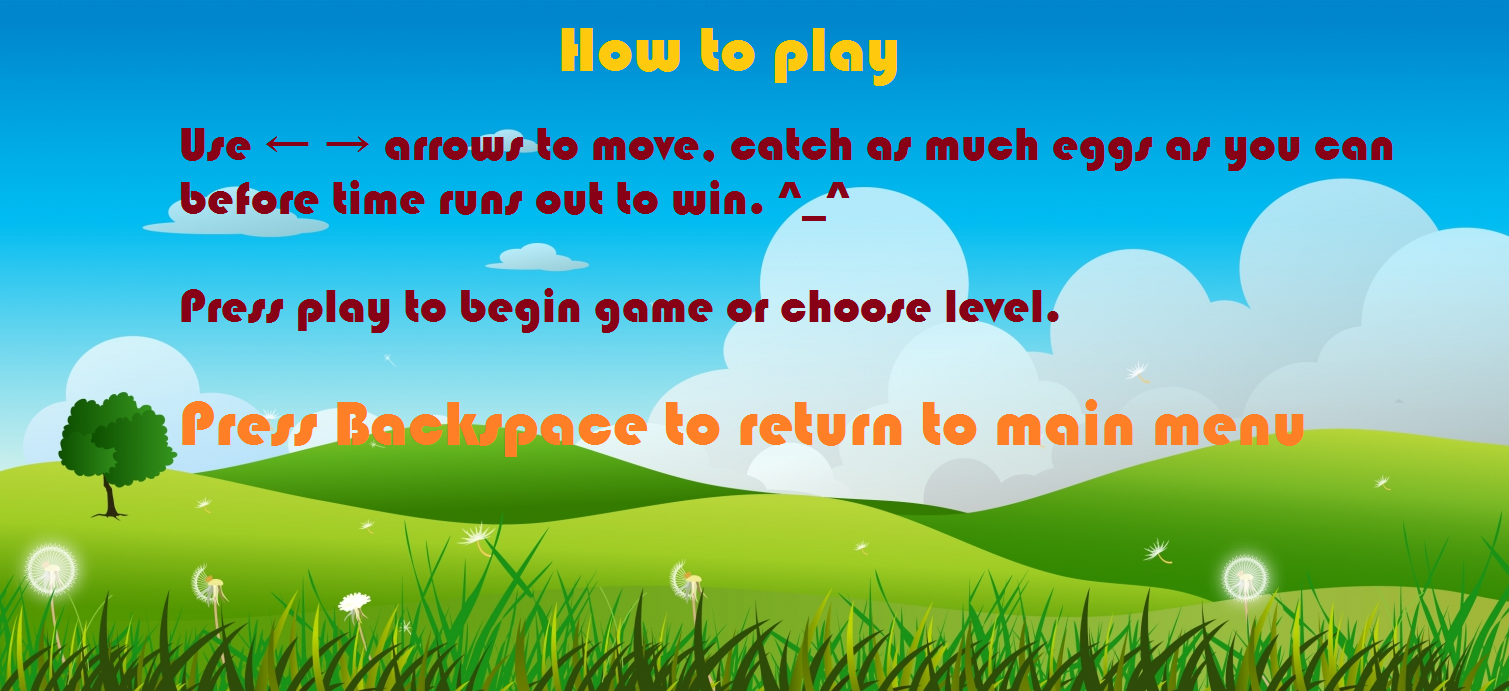 How to play
Use ← → arrows to move, catch as much eggs as you can
before time runs out to win. ^_^
Press play to begin game or choose level.
Press Backspace to return to main menu